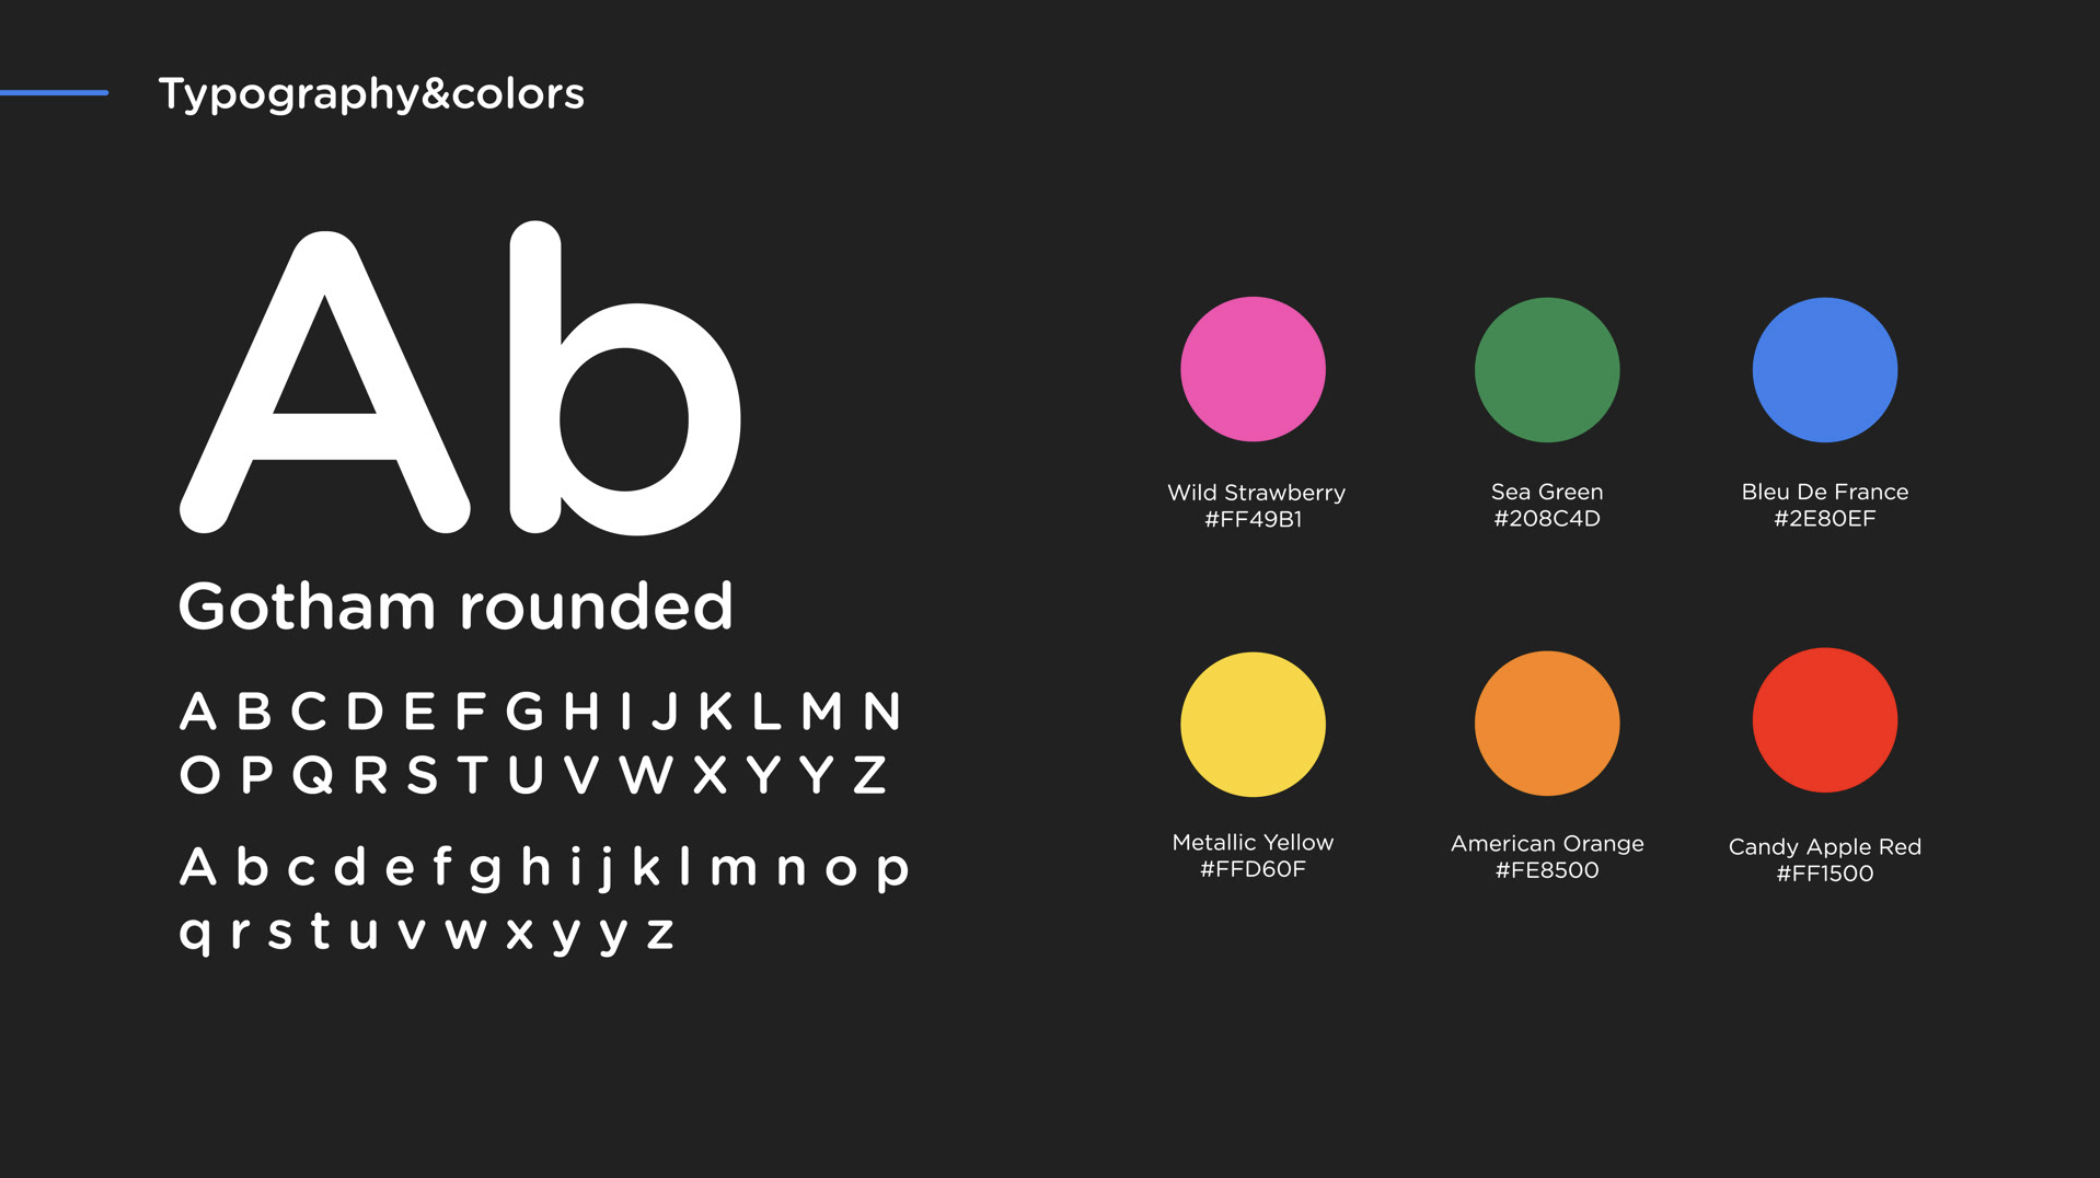 Typography&colors
Ab
Gotham rounded
A B C D E F G H I J K L M N
O P Q R S T U V W X Y Y Z
A b c d e f g h i j k l m n o p
q r s t u v w x y y z
Wild Strawberry
#FF49B1
Sea Green
#208C4D
Bleu De France
#2E80EF
Metallic Yellow
#FFD60F
American Orange
#FE8500
Candy Apple Red
#FF1500